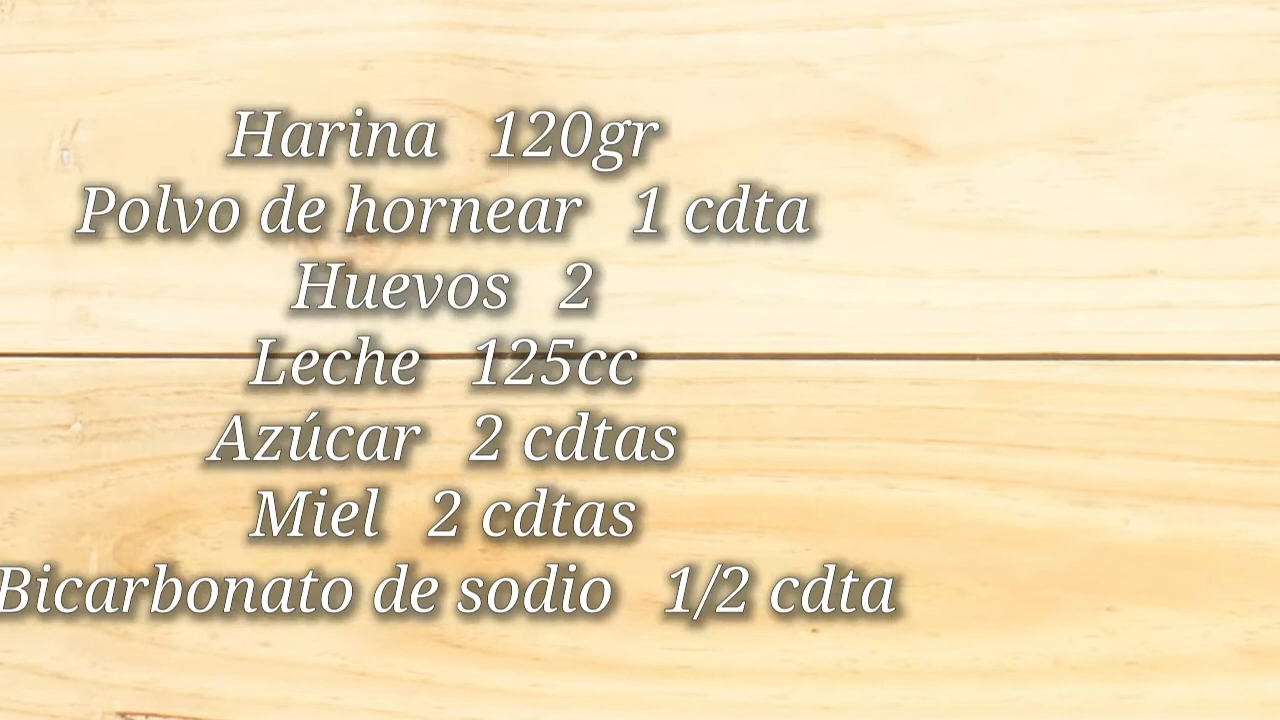 Harina 120gr
Polvo de hornear 1 cdta
Huevos 2
Leche 125cc
Azúcar 2 cdtas
Miel 2 cdtas
Bicarbonato de sodio 1/2 cdta